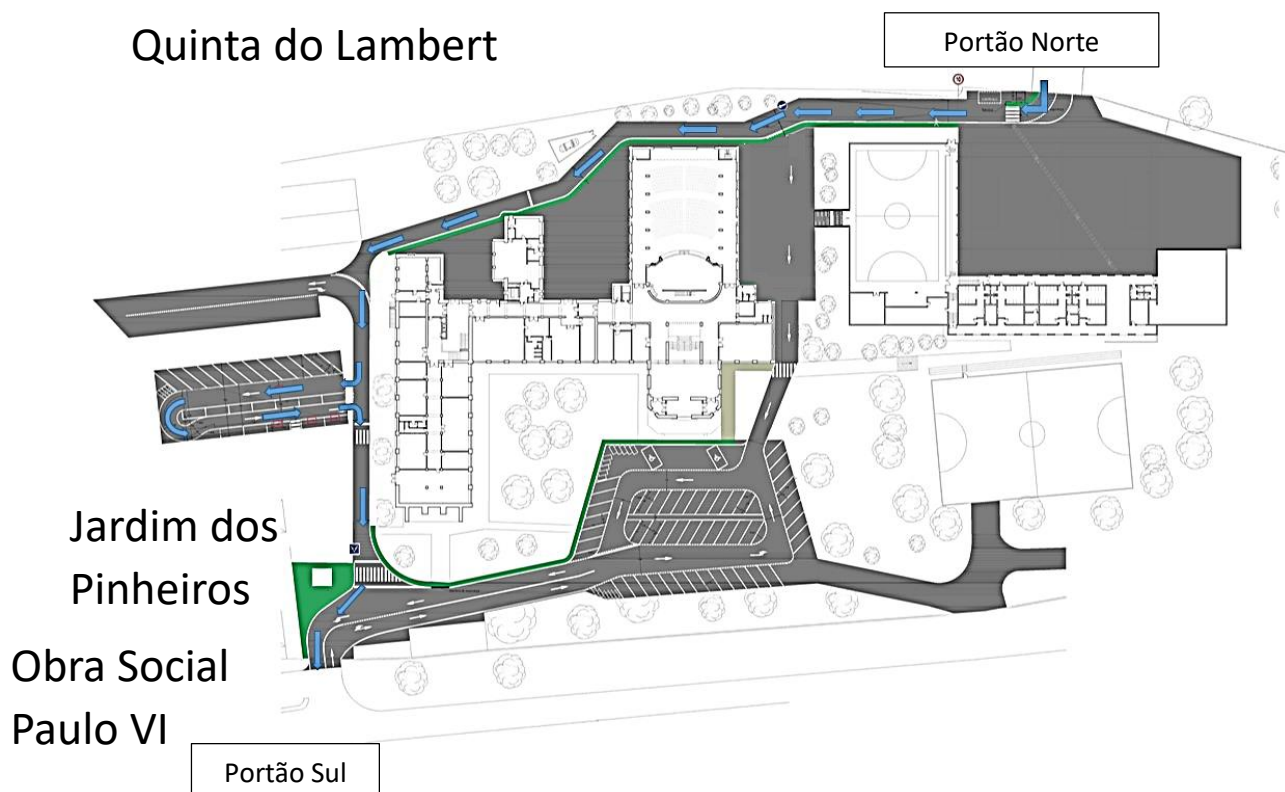 Quinta do Lambert
Portão Norte
Jardim dos
Pinheiros
Obra Social
Paulo VI
Portão Sul